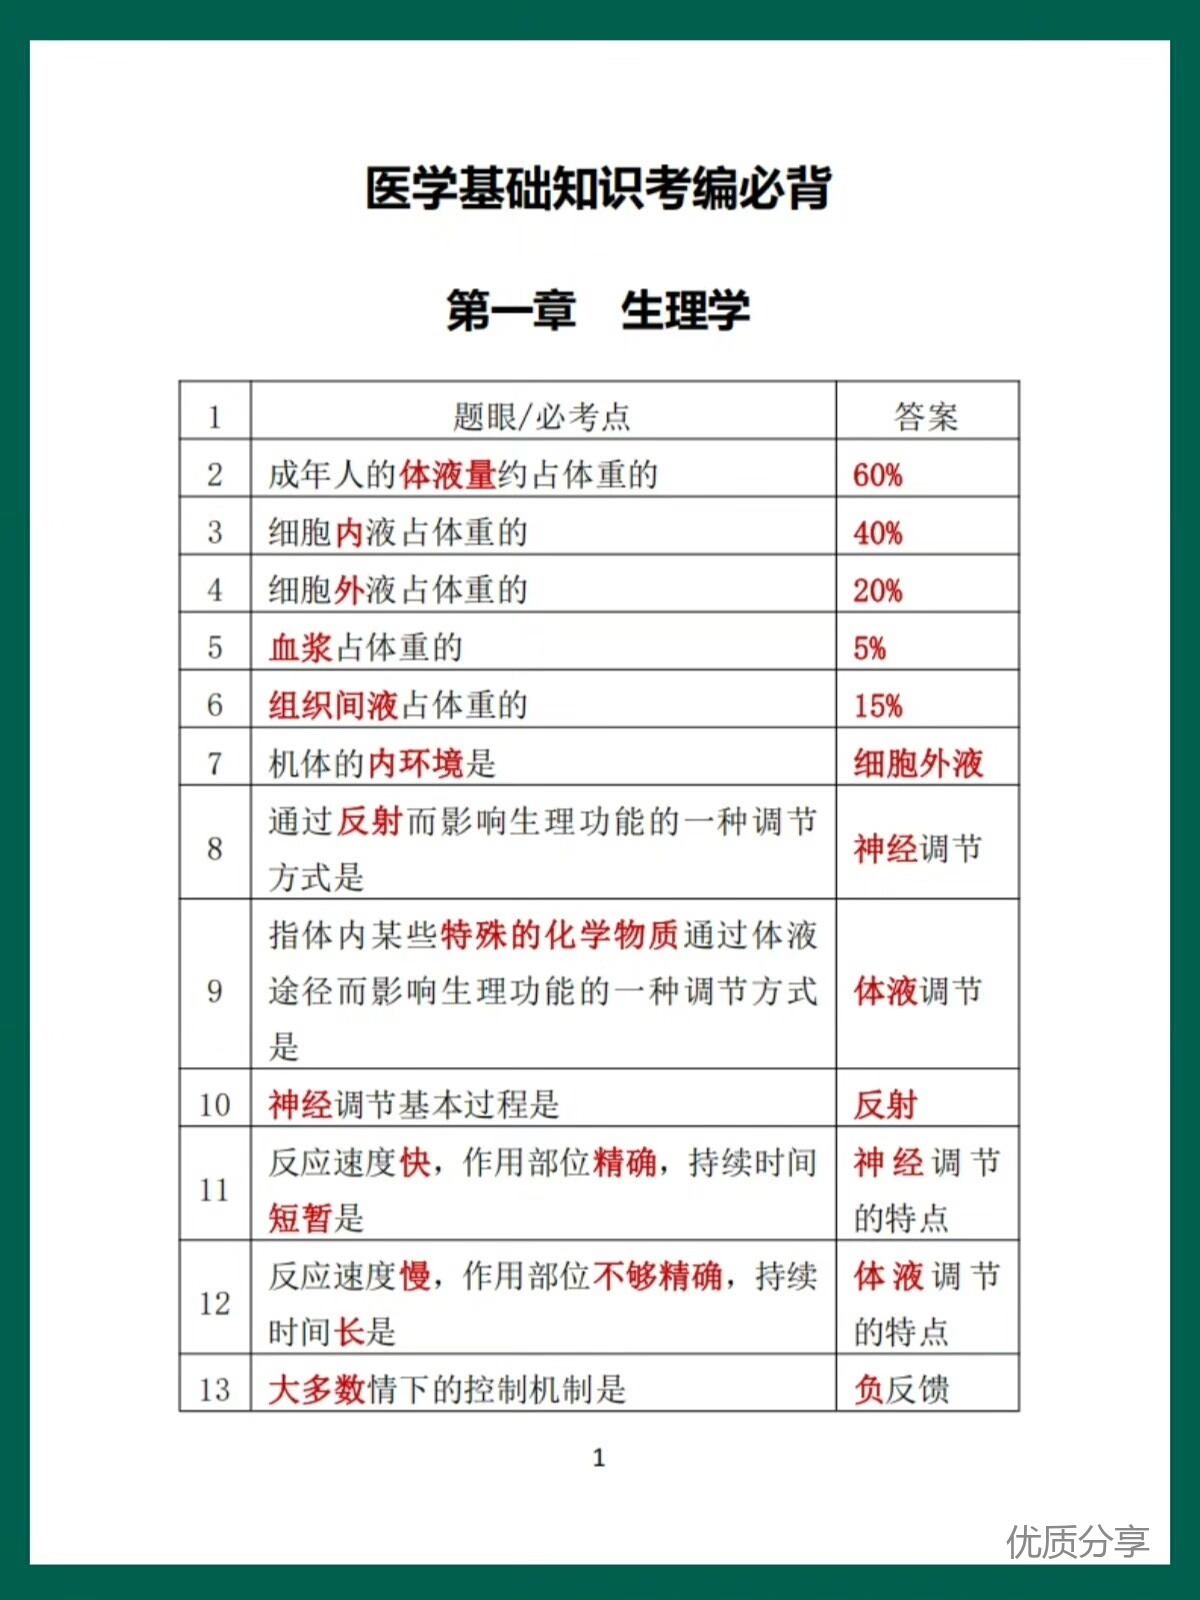 医学基础知识考编必背
第一章 生理学
1 题眼/必考点 答案
2 成年人的体液量约占体重的 60%
3 细胞内液占体重的 40%
4 细胞外液占体重的 20%
5 血浆占体重的 5%
6 组织间液占体重的 15%
7 机体的内环境是 细胞外液
8 通过反射而影响生理功能的一种调节
方式是
神经调节
9 指体内某些特殊的化学物质通过体液
途径而影响生理功能的一种调节方式
是
体液调节
10 神经调节基本过程是 反射
11 反应速度快，作用部位精确，持续时间
短暂是
神经调节
的特点
12 反应速度慢，作用部位不够精确，持续
时间长是
体液调节
的特点
13 大多数情下的控制机制是 负反馈
1
优质分享